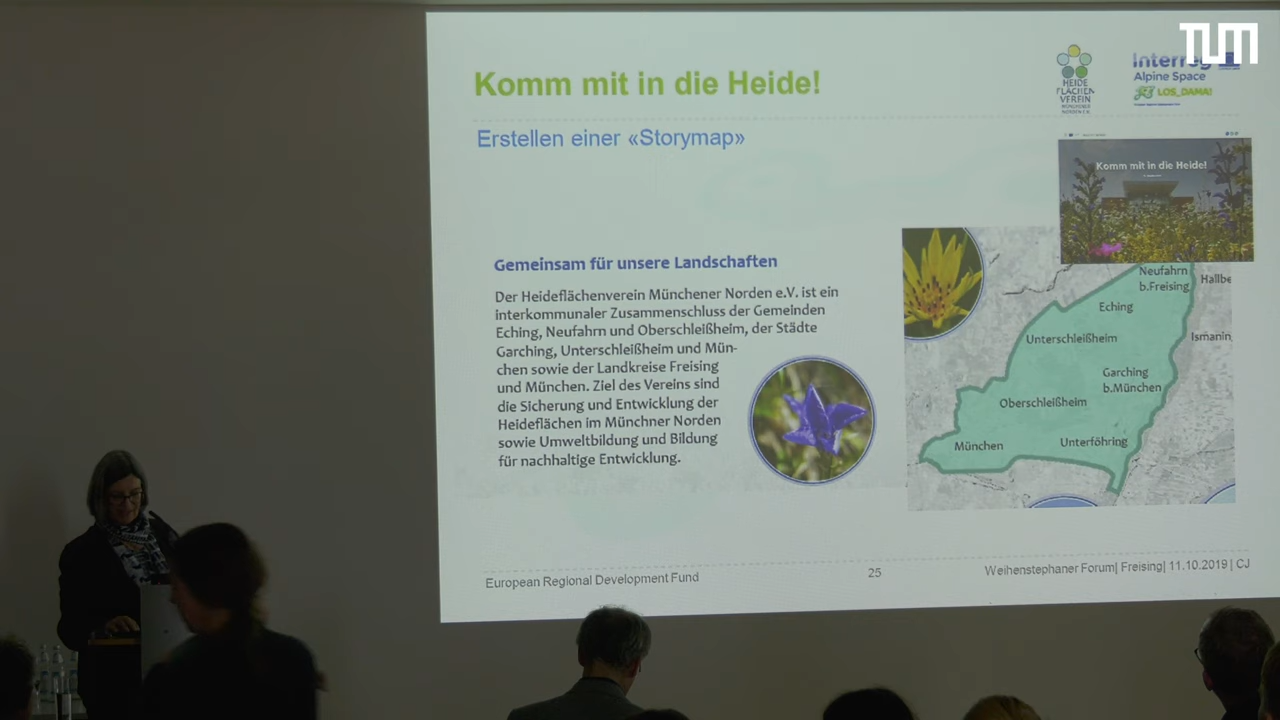 TUM
Komm mit in die Heide!
HEIDE
FLÄCHEN
VEREIN
Interreg
Alpine Space
LOS_DAMA!
Erstellen einer «Storymap»
Komm mit in die Heide!
Gemeinsam für unsere Landschaften
Der Heideflächenverein Münchener Norden e.V. ist ein
interkommunaler Zusammenschluss der Gemeinden
Eching, Neufahrn und Oberschleißheim, der Städte
Garching, Unterschleißheim und Mün-
chen sowie der Landkreise Freising
und München. Ziel des Vereins sind
die Sicherung und Entwicklung der
Heideflächen im Münchner Norden
sowie Umweltbildung und Bildung
für nachhaltige Entwicklung.
Neufahrn
b.Freising
Hallbe
Eching
Unterschleißheim
Ismanin
Garching
b.München
Oberschleißheim
München
Unterföhring
European Regional Development Fund
25
Weihenstephaner Forum| Freising| 11.10.2019 | CJ